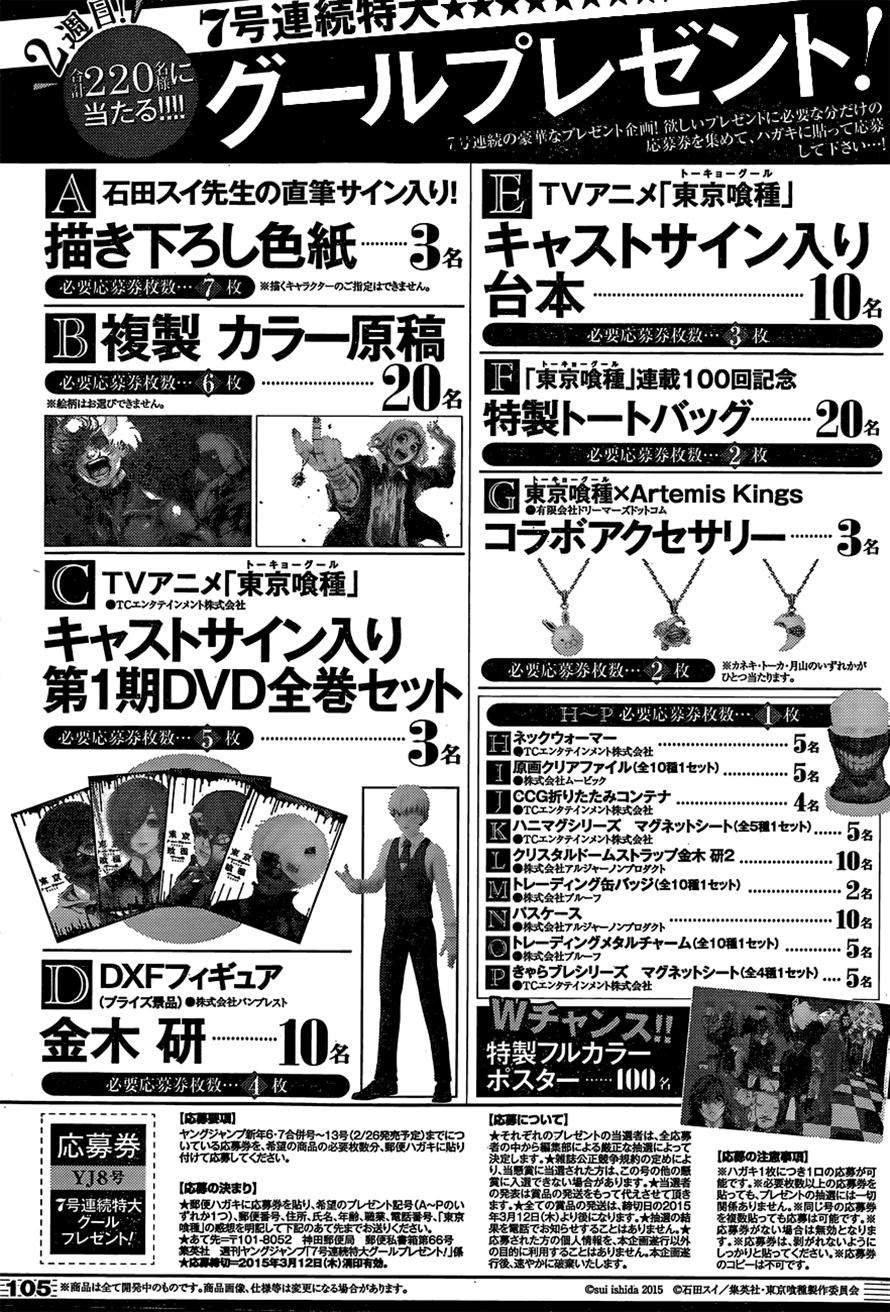 2週目!!
7号連続特大★★★★★★★★★★
合計220名様に
当たる!!!!
グールプレゼント!
7号連続の豪華なプレゼント企画! 欲しいプレゼントに必要な分だけの
応募券を集めて、ハガキに貼って応募
して下さい…!
A 石田スイ先生の直筆サイン入り!
描き下ろし色紙………3名
必要応募券枚数…7枚 ※描くキャラクターのご指定はできません。
B 複製 カラー原稿
必要応募券枚数…6枚 ………………20名
※絵柄はお選びできません。
C TVアニメ「東京喰種」
トーキョーグール
●TCエンタテインメント株式会社
キャストサイン入り
第1期DVD全巻セット
必要応募券枚数…5枚 ………………3名
東京喰種
東京喰種
D DXFフィギュア
(プライズ景品) ●株式会社バンプレスト
金木 研…………10名
必要応募券枚数…4枚
E TVアニメ「東京喰種」
トーキョーグール
キャストサイン入り
台本………………………10名
必要応募券枚数…3枚
F 「東京喰種」連載100回記念
トーキョーグール
特製トートバッグ…………20名
必要応募券枚数…2枚
G 東京喰種×Artemis Kings
トーキョーグール
●有限会社ドリーマーズドットコム
コラボアクセサリー………3名
必要応募券枚数…2枚 ※カネキ・トーカ・月山のいずれかが
ひとつ当たります。
H〜P 必要応募券枚数…1枚
H ネックウォーマー………………5名
●TCエンタテインメント株式会社
I 原画クリアファイル(全10種1セット)…………5名
●株式会社ムービック
J CCG折りたたみコンテナ………………4名
●TCエンタテインメント株式会社
K ハニマグシリーズ マグネットシート(全5種1セット)……5名
●TCエンタテインメント株式会社
L クリスタルドームストラップ金木 研2…………10名
●株式会社アルジャーノンプロダクト
M トレーディング缶バッジ(全10種1セット)…………2名
●株式会社プルーフ
N パスケース………………10名
●株式会社アルジャーノンプロダクト
O トレーディングメタルチャーム(全10種1セット)………5名
●株式会社プルーフ
P きゃらプレシリーズ マグネットシート(全4種1セット)……5名
●TCエンタテインメント株式会社
Wチャンス!!
特製フルカラー
ポスター……100名
応募券
YJ8号
7号連続特大
グール
プレゼント!
【応募要項】
ヤングジャンプ新年6・7合併号〜13号(2/26発売予定)までにつ
いている応募券を、希望の商品の必要枚数分、郵便ハガキに貼り
付けて応募してください。
【応募の決まり】
★郵便ハガキに応募券を貼り、希望のプレゼント記号(A〜Pのい
ずれか1つ)、郵便番号、住所、氏名、年齢、職業、電話番号、「東京
喰種」の感想を明記して下記のあて先までお送りください。
★あて先=〒101-8052 神田郵便局 郵便私書箱第66号
集英社 週刊ヤングジャンプ「7号連続特大グールプレゼント!」係
★応募締切=2015年3月12日(木)消印有効。
【応募について】
★それぞれのプレゼントの当選者は、全応募
者の中から編集部による厳正な抽選によって
決定します。★雑誌公正競争規約の定めによ
り、当懸賞に当選された方は、この号の他の懸
賞に入選できない場合があります。★当選者
の発表は賞品の発送をもって代えさせて頂き
ます。★全ての賞品の発送は、締切日の2015
年3月12日(木)より後になります。★抽選の結
果を電話でお知らせすることはありません。★
応募された方の個人情報を、本企画遂行以外
の目的に利用することはありません。本企画遂
行後、速やかに破棄いたします。
【応募の注意事項】
※ハガキ1枚につき1口の応募が可
能です。※必要枚数以上の応募券を
貼っても、プレゼントの抽選には一切
関係ありません。※同じ号の応募券
を複数貼っても応募は可能です。※
応募券がない場合は無効となりま
す。※応募券は、剥がれないように
しっかりと貼ってください。※応募券
のコピーは不可です。
105 ※商品は全て開発中のものです。商品画像、仕様等は変更になる場合があります。
©sui ishida 2015 ©石田スイ/集英社・東京喰種製作委員会